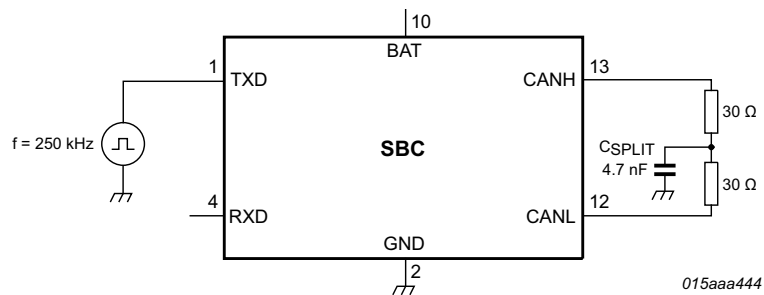 10
BAT
1
TXD
CANH
13
30 Ω
f = 250 kHz
SBC
CSPLIT
4.7 nF
30 Ω
4
RXD
CANL
12
GND
2
015aaa444